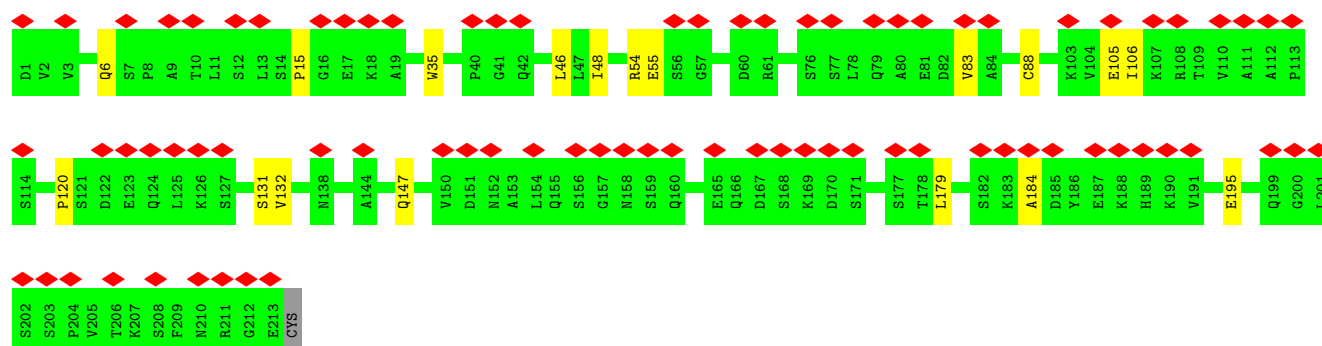 D1 V2 V3 Q6 S7 P8 A9 T10 L11 S12 L13 S14 P15 G16 E17 K18 A19 W35 P40 G41 Q42 L46 L47 I48 R54 E55 S56 G57 D60 R61 S76 S77 L78 Q79 A80 E81 D82 V83 A84 C88 K103 V104 E105 I106 K107 R108 T109 V110 A111 A112 P113
S114 P120 S121 D122 E123 Q124 L125 K126 S127 S131 V132 N138 A144 Q147 V150 D151 N152 A153 L154 Q155 S156 G157 N158 S159 Q160 E165 Q166 D167 S168 K169 D170 S171 S177 T178 L179 S182 K183 A184 D185 Y186 E187 K188 H189 K190 V191 E195 Q199 G200 L201
S202 S203 P204 V205 T206 K207 S208 F209 N210 R211 G212 E213 CYS